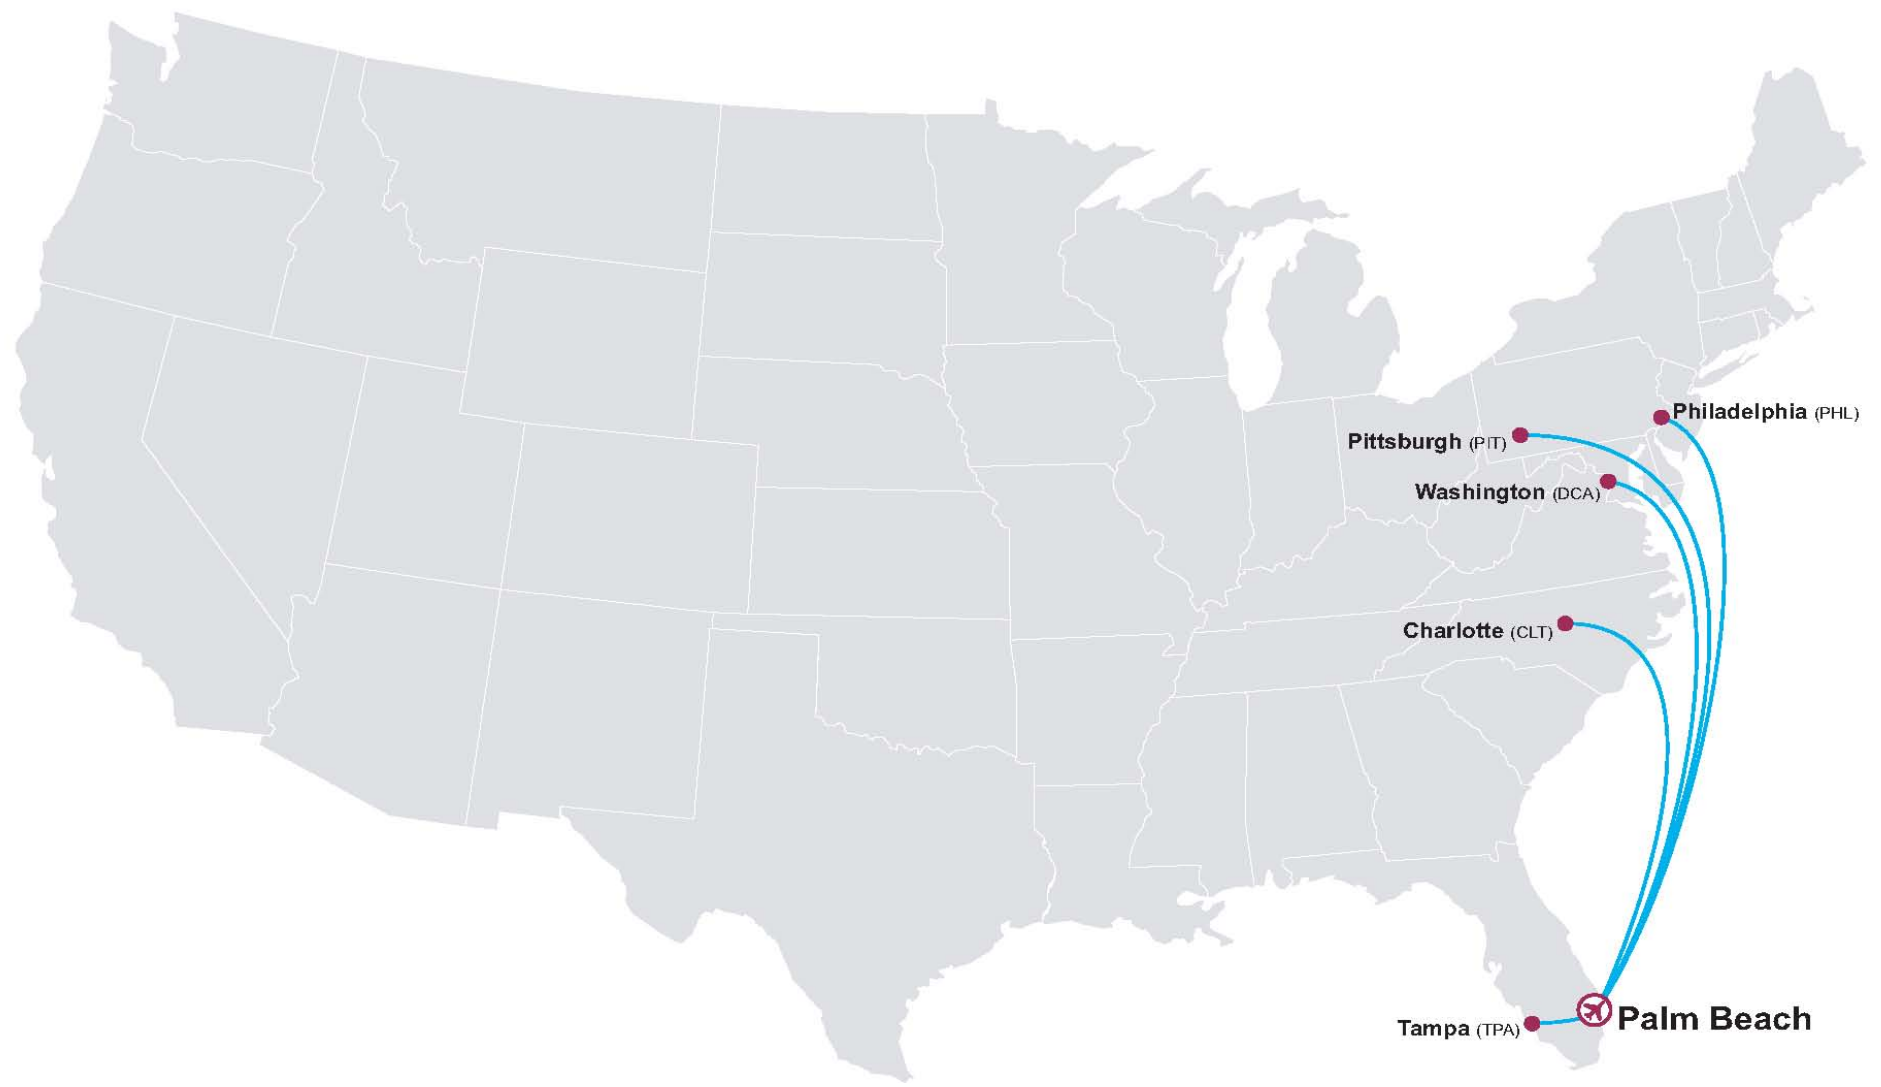 Philadelphia (PHL)
Pittsburgh (PIT)
Washington (DCA)
Charlotte (CLT)
Palm Beach
Tampa (TPA)